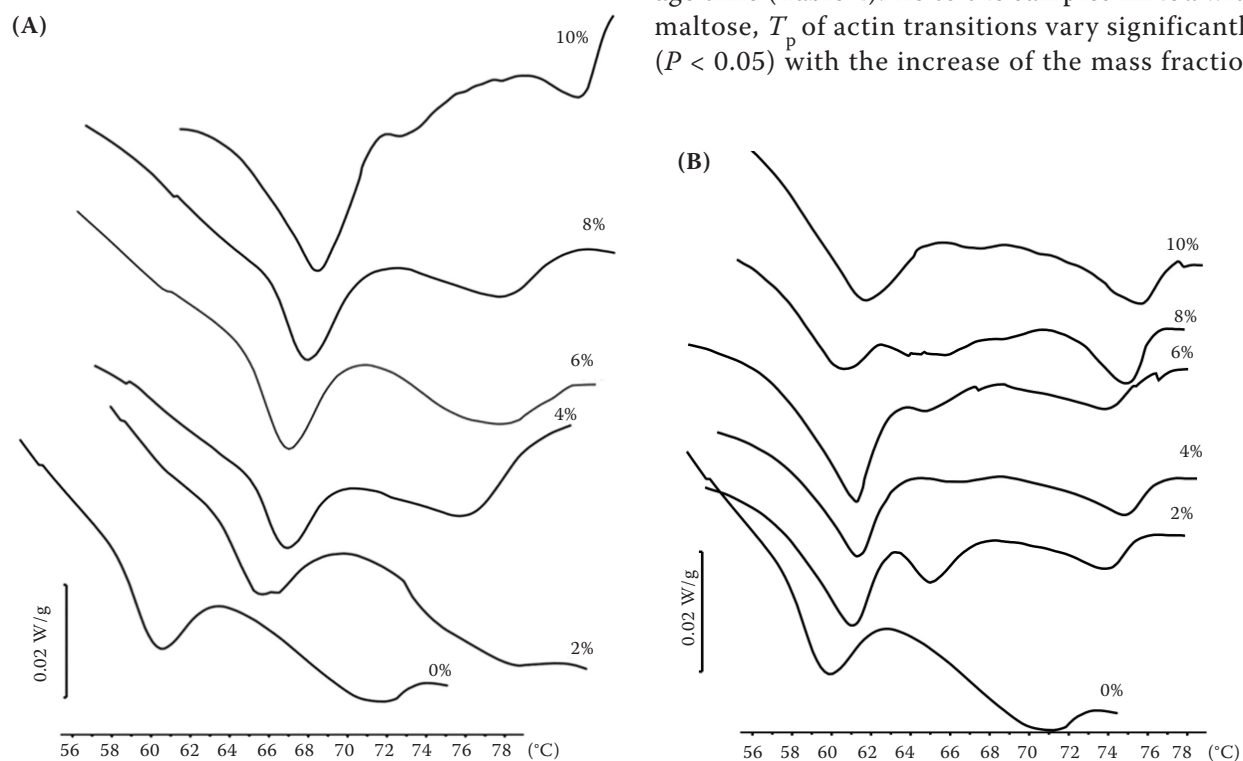 (A)
10%
8%
6%
4%
2%
0%
0.02 W/g
56 58 60 62 64 66 68 70 72 74 76 78 (°C)
maltose, Tp of actin transitions vary significantl
(P < 0.05) with the increase of the mass fractio
(B)
10%
8%
6%
4%
2%
0%
0.02 W/g
56 58 60 62 64 66 68 70 72 74 76 78 (°C)